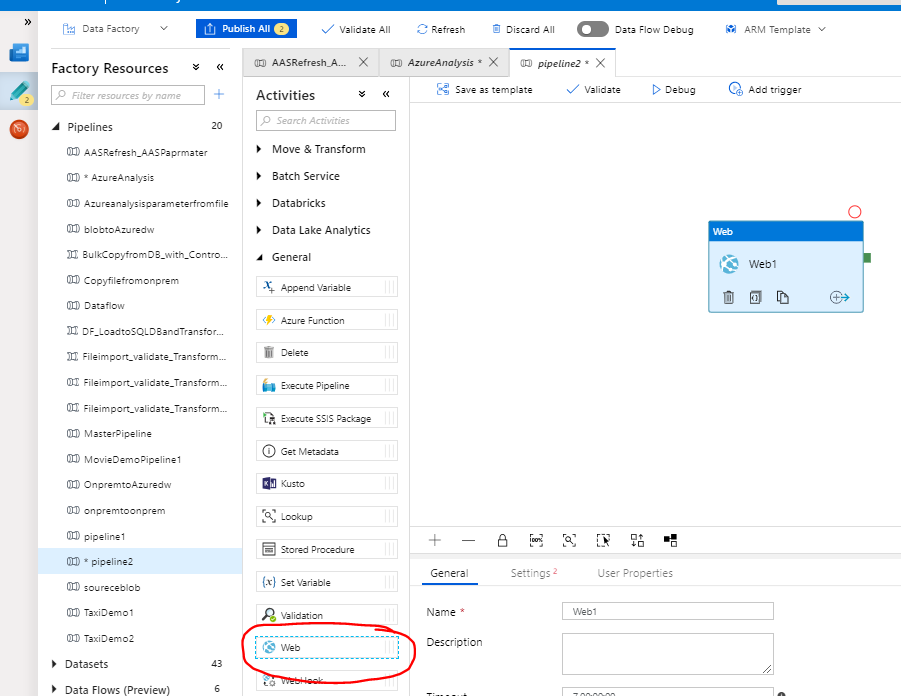 Data Factory
Publish All 2
Validate All
Refresh
Discard All
Data Flow Debug
ARM Template
2
Factory Resources
Filter resources by name
Pipelines 20
AASRefresh_AASPaprmater
* AzureAnalysis
Azureanalysisparameterfromfile
blobtoAzuredw
BulkCopyfromDB_with_Contro...
Copyfilefromonprem
Dataflow
DF_LoadtoSQLDBandTransfor...
Fileimport_validate_Transform...
Fileimport_validate_Transform...
Fileimport_validate_Transform...
MasterPipeline
MovieDemoPipeline1
OnpremtoAzuredw
onpremtoonprem
pipeline1
* pipeline2
soureceblob
TaxiDemo1
TaxiDemo2
Datasets 43
Data Flows (Preview) 6
AASRefresh_A...
AzureAnalysis *
pipeline2 *
Activities
Search Activities
Move & Transform
Batch Service
Databricks
Data Lake Analytics
General
Append Variable
Azure Function
Delete
Execute Pipeline
Execute SSIS Package
Get Metadata
Kusto
Lookup
Stored Procedure
Set Variable
Validation
Web
WebHook
Save as template
Validate
Debug
Add trigger
Web
Web1
100%
General
Settings 2
User Properties
Name *
Web1
Description
Timeout
7.00:00:00